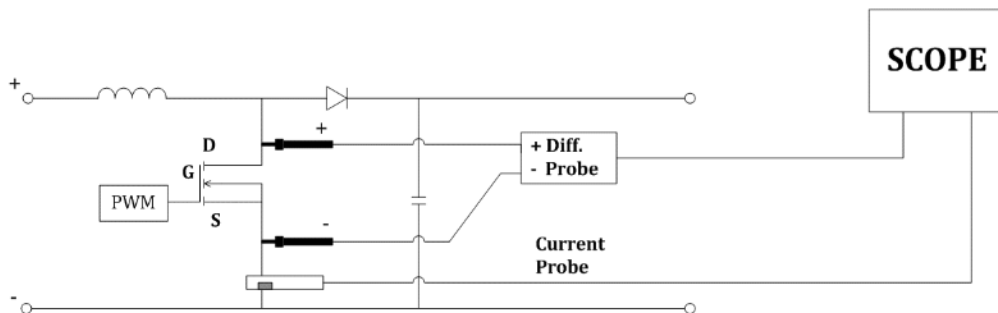 SCOPE
+
+
D
+ Diff.
- Probe
G
PWM
S
-
Current
Probe
-